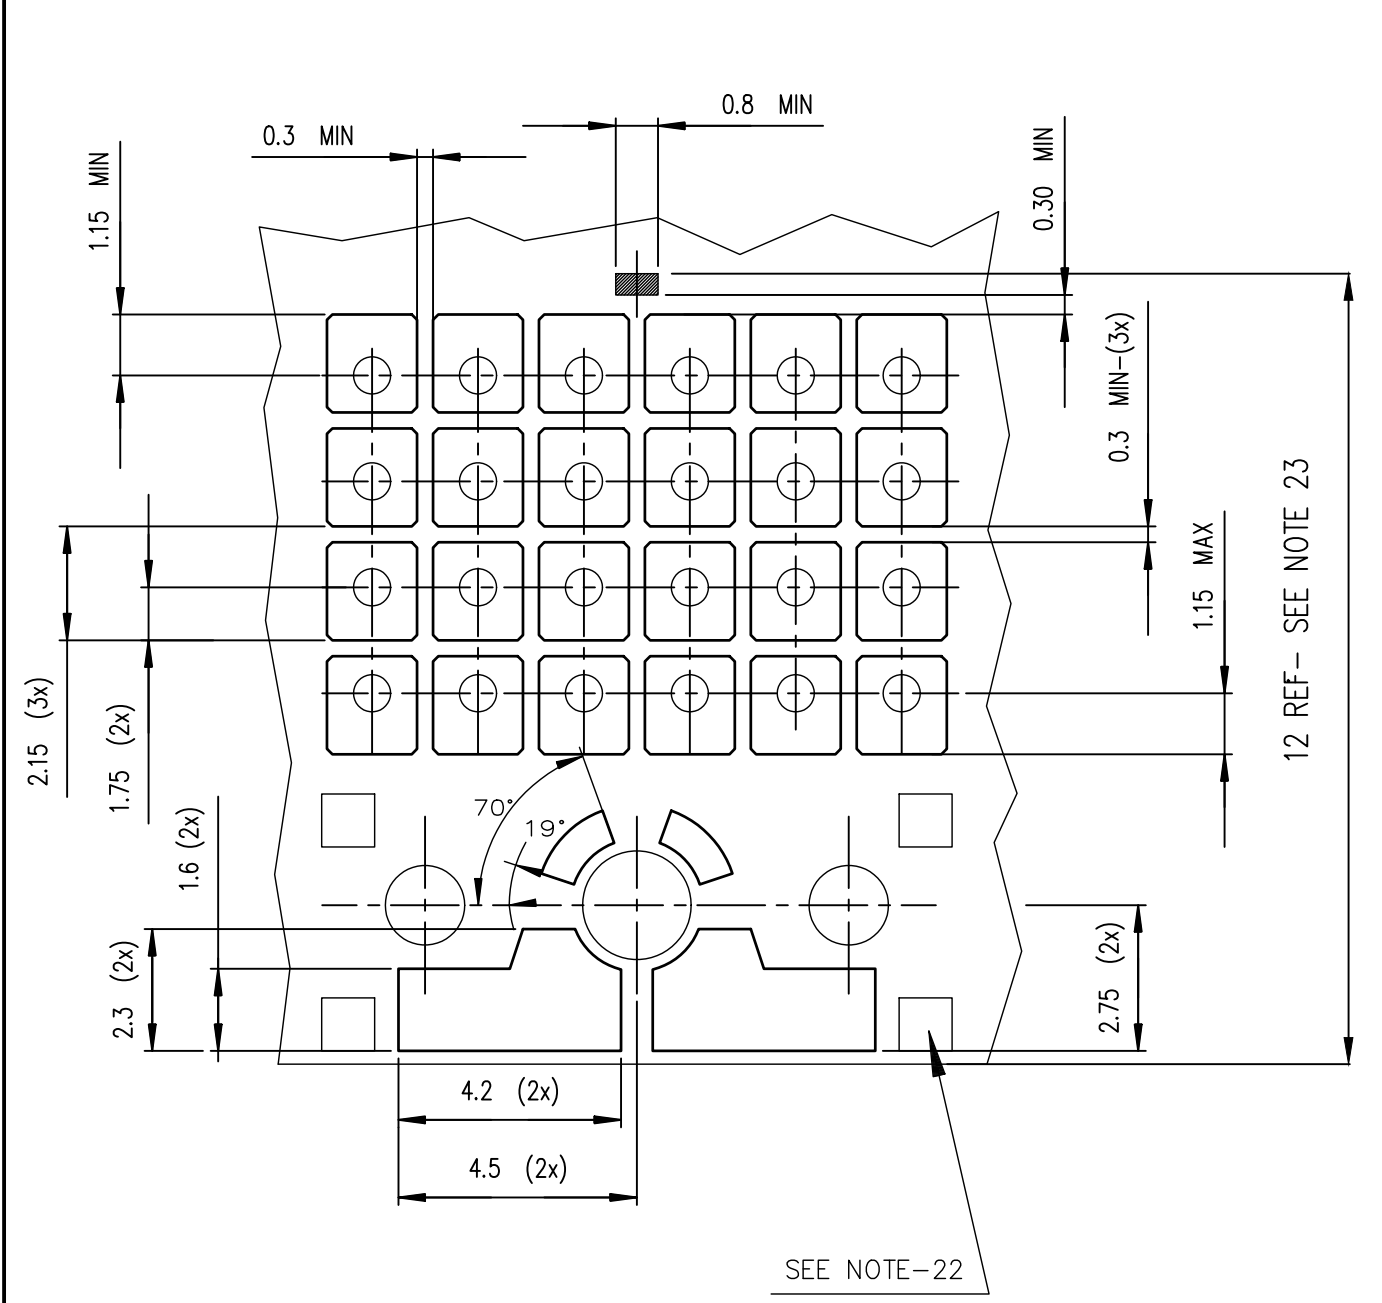 0.8 MIN
0.3 MIN
0.30 MIN
1.15 MIN
0.3 MIN-(3x)
12 REF- SEE NOTE 23
1.15 MAX
2.15 (3x)
1.75 (2x)
70°
19°
1.6 (2x)
2.3 (2x)
2.75 (2x)
4.2 (2x)
4.5 (2x)
SEE NOTE-22